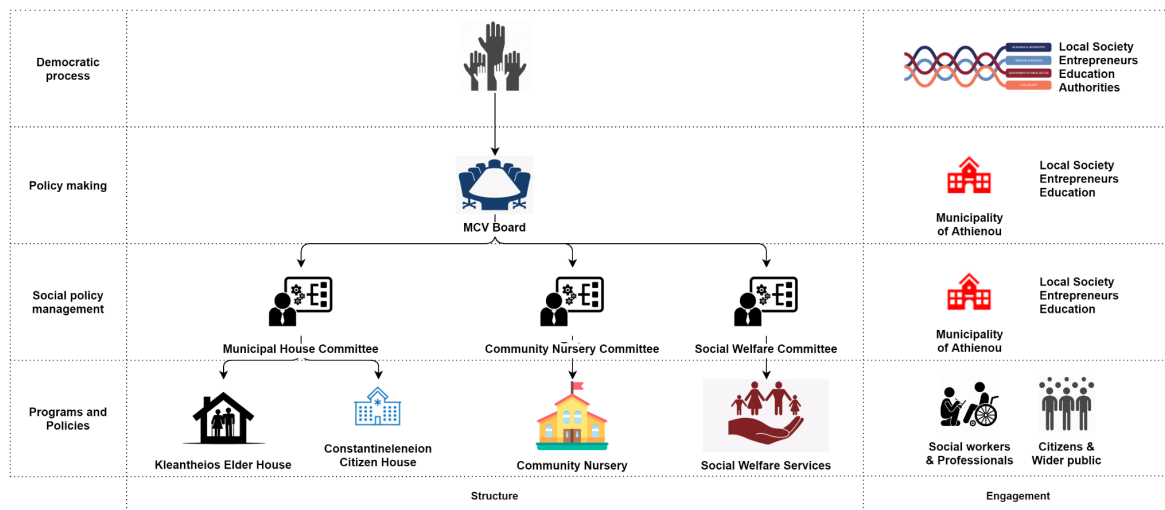 Democratic
process
Local Society
Entrepreneurs
Education
Authorities
Policy making
MCV Board
Municipality
of Athienou
Local Society
Entrepreneurs
Education
Social policy
management
Municipal House Committee
Community Nursery Committee
Social Welfare Committee
Municipality
of Athienou
Local Society
Entrepreneurs
Education
Programs and
Policies
Kleantheios Elder House
Constantineleneion
Citizen House
Community Nursery
Social Welfare Services
Social workers
& Professionals
Citizens &
Wider public
Structure
Engagement